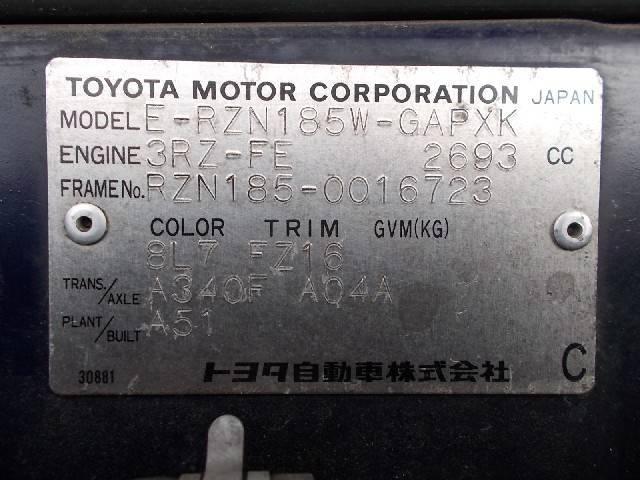 TOYOTA MOTOR CORPORATION JAPAN
MODEL E-RZN185W-GAPXK
ENGINE 3RZ-FE 2693 CC
FRAME No. RZN185-0016723
COLOR TRIM GVM(KG)
8L7 FZ16
TRANS./AXLE A340F A04A
PLANT/BUILT A51
30881 トヨタ自動車株式会社 C